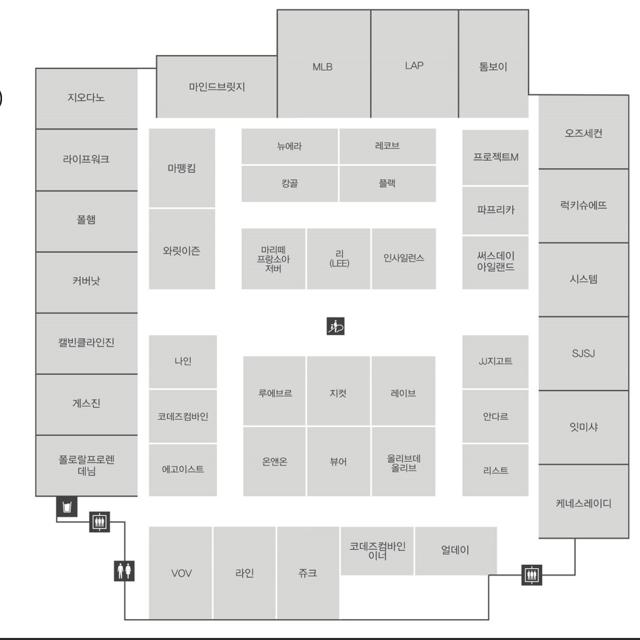 MLB
LAP
톰보이
마인드브릿지
지오다노
오즈세컨
뉴에라
레코브
마뗑킴
프로젝트M
라이프워크
캉골
플랙
럭키슈에뜨
파프리카
폴햄
와릿이즌
마리떼
프랑소아
저버
리
(LEE)
인사일런스
써스데이
아일랜드
커버낫
시스템
캘빈클라인진
나인
JJ지고트
SJSJ
루에브르
지컷
레이브
게스진
코데즈컴바인
안다르
잇미샤
폴로랄프로렌
데님
에고이스트
온앤온
뷰어
올리브데
올리브
리스트
케네스레이디
VOV
라인
쥬크
코데즈컴바인
이너
얼데이